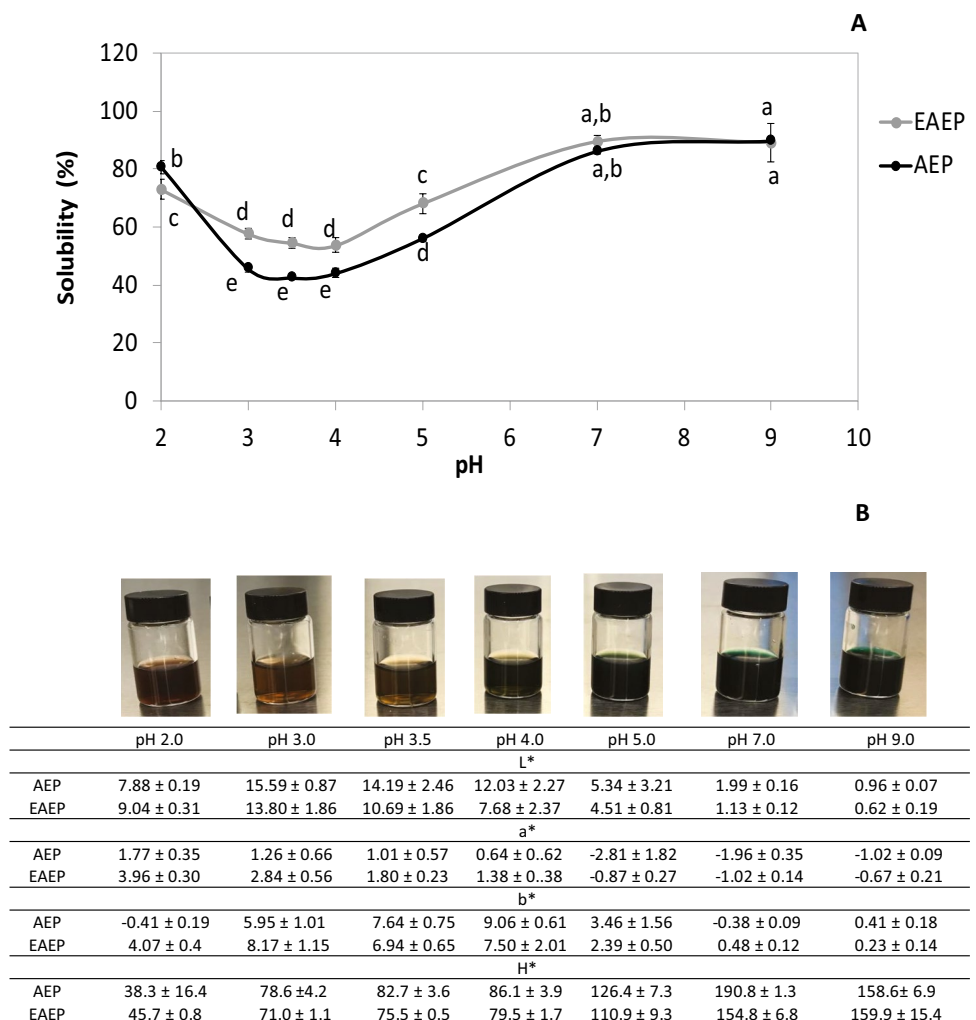 A
120
100
80
60
40
20
0
Solubility (%)
b
c
d
d
d
c
a,b
a
e
e
e
d
a,b
a
EAEP
AEP
2 3 4 5 6 7 8 9 10
pH
B
pH 2.0 pH 3.0 pH 3.5 pH 4.0 pH 5.0 pH 7.0 pH 9.0
L*
AEP 7.88 ± 0.19 15.59 ± 0.87 14.19 ± 2.46 12.03 ± 2.27 5.34 ± 3.21 1.99 ± 0.16 0.96 ± 0.07
EAEP 9.04 ± 0.31 13.80 ± 1.86 10.69 ± 1.86 7.68 ± 2.37 4.51 ± 0.81 1.13 ± 0.12 0.62 ± 0.19
a*
AEP 1.77 ± 0.35 1.26 ± 0.66 1.01 ± 0.57 0.64 ± 0..62 -2.81 ± 1.82 -1.96 ± 0.35 -1.02 ± 0.09
EAEP 3.96 ± 0.30 2.84 ± 0.56 1.80 ± 0.23 1.38 ± 0..38 -0.87 ± 0.27 -1.02 ± 0.14 -0.67 ± 0.21
b*
AEP -0.41 ± 0.19 5.95 ± 1.01 7.64 ± 0.75 9.06 ± 0.61 3.46 ± 1.56 -0.38 ± 0.09 0.41 ± 0.18
EAEP 4.07 ± 0.4 8.17 ± 1.15 6.94 ± 0.65 7.50 ± 2.01 2.39 ± 0.50 0.48 ± 0.12 0.23 ± 0.14
H*
AEP 38.3 ± 16.4 78.6 ±4.2 82.7 ± 3.6 86.1 ± 3.9 126.4 ± 7.3 190.8 ± 1.3 158.6± 6.9
EAEP 45.7 ± 0.8 71.0 ± 1.1 75.5 ± 0.5 79.5 ± 1.7 110.9 ± 9.3 154.8 ± 6.8 159.9 ± 15.4